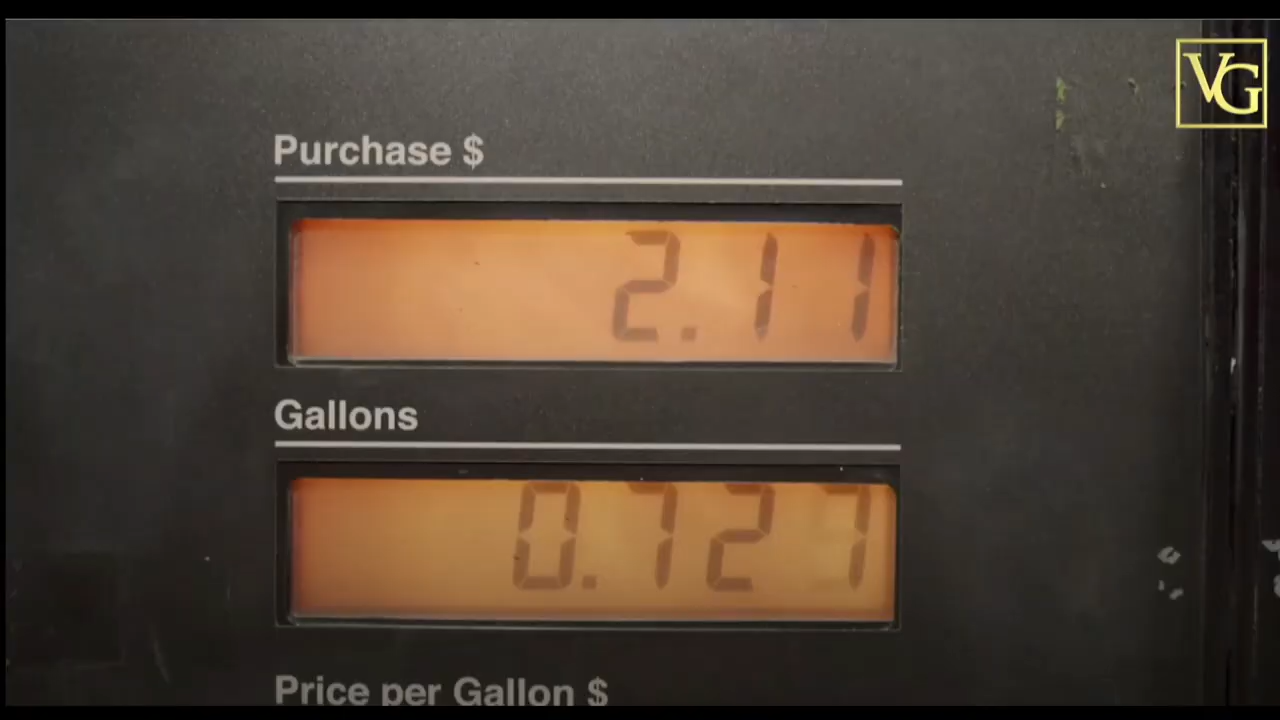 VG
Purchase $
2.11
Gallons
0.727
Price per Gallon $